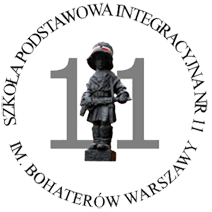 SZKOŁA PODSTAWOWA INTEGRACYJNA NR 11
11
IM. BOHATERÓW WARSZAWY